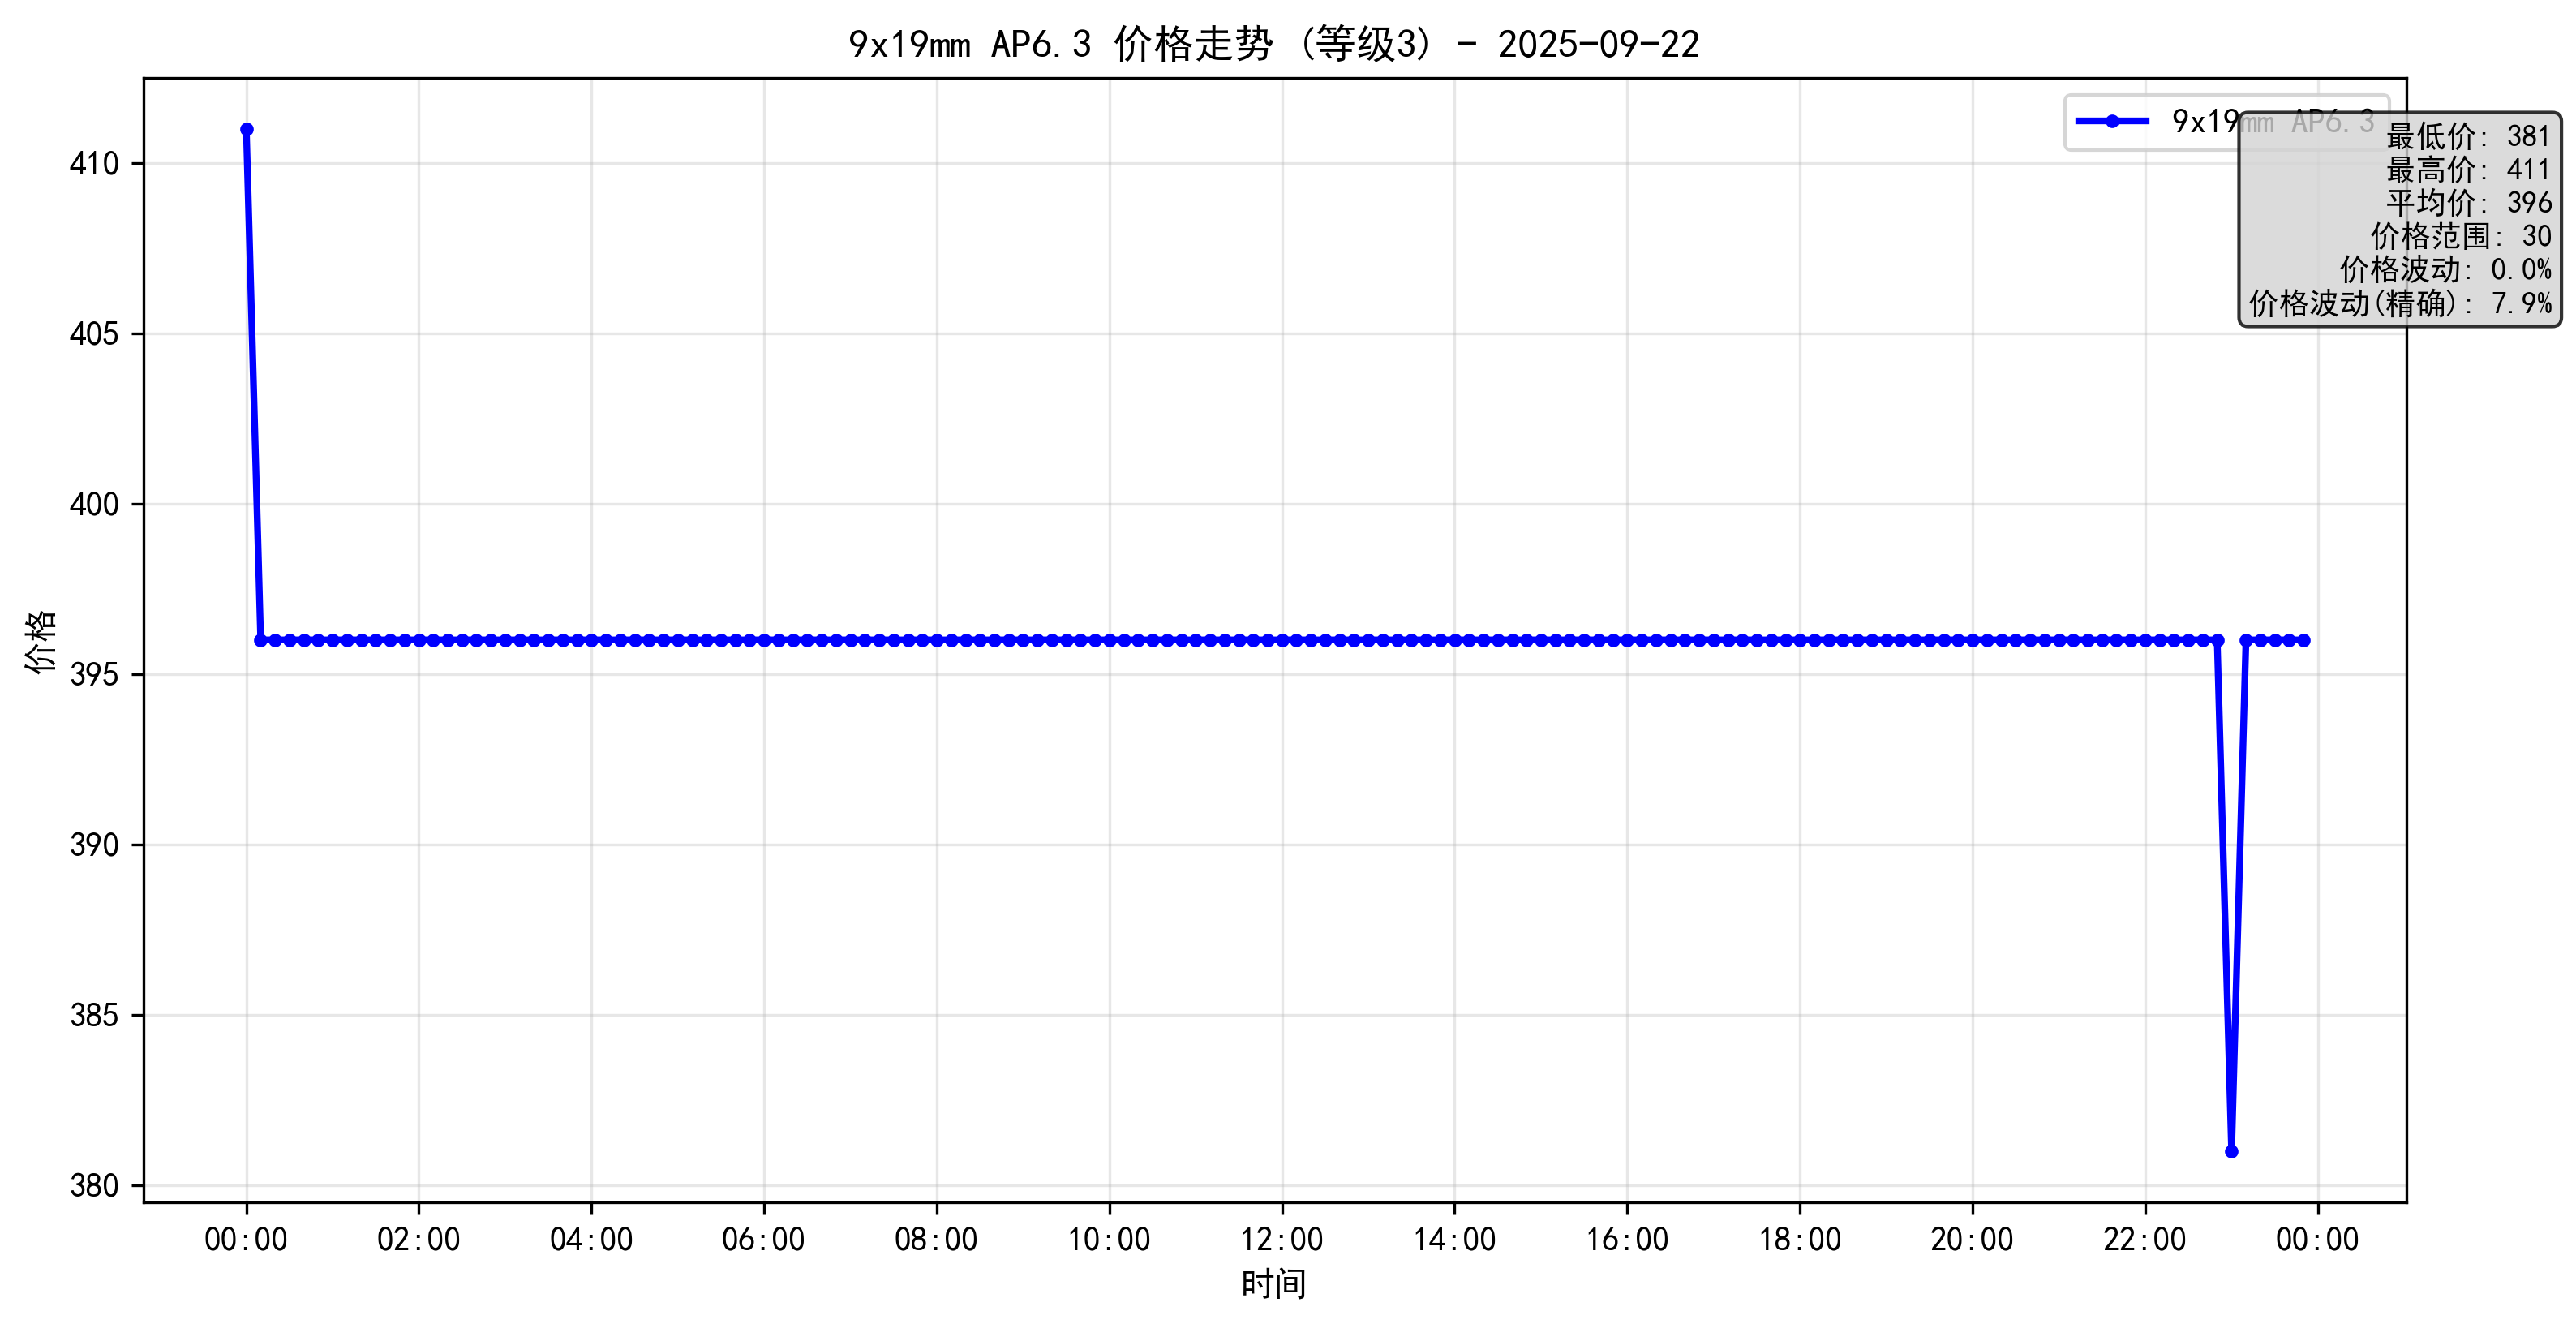 9x19mm AP6.3 价格走势 (等级3) - 2025-09-22
9x19mm AP6.3
最低价: 381
最高价: 411
平均价: 396
价格范围: 30
价格波动: 0.0%
价格波动(精确): 7.9%
价格
410
405
400
395
390
385
380
00:00 02:00 04:00 06:00 08:00 10:00 12:00 14:00 16:00 18:00 20:00 22:00 00:00
时间